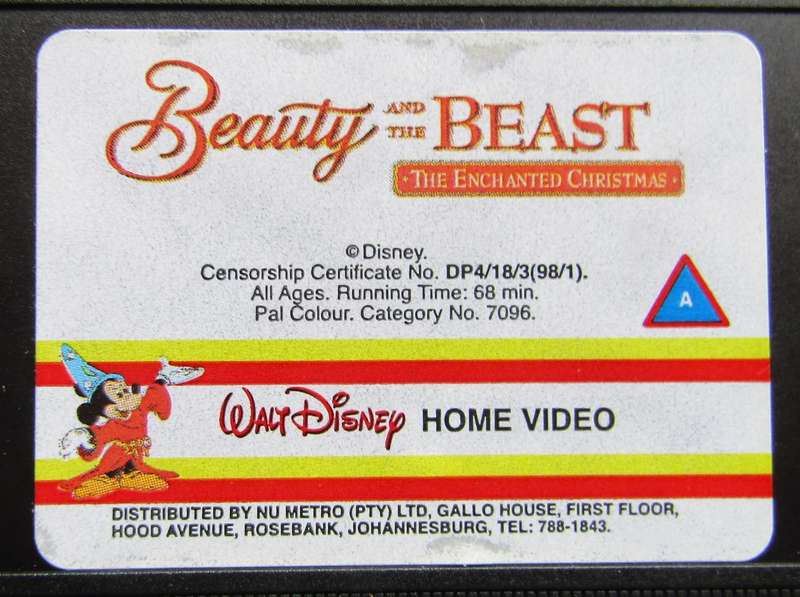 Beauty AND THE BEAST
• THE ENCHANTED CHRISTMAS •
© Disney.
Censorship Certificate No. DP4/18/3(98/1).
All Ages. Running Time: 68 min.
Pal Colour. Category No. 7096.
A
WALT DISNEY HOME VIDEO
DISTRIBUTED BY NU METRO (PTY) LTD, GALLO HOUSE, FIRST FLOOR,
HOOD AVENUE, ROSEBANK, JOHANNESBURG, TEL: 788-1843.